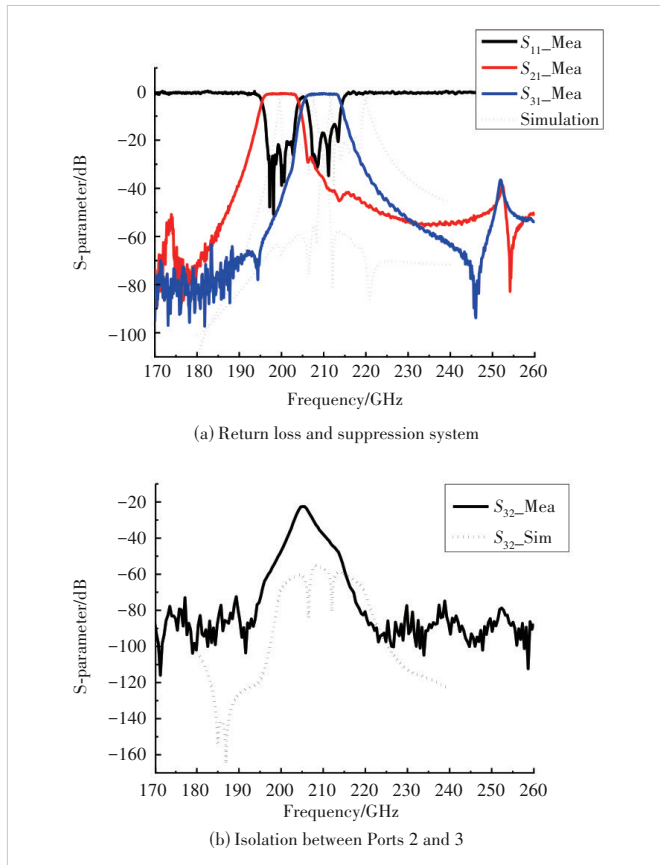 S₁₁_Mea
S₂₁_Mea
S₃₁_Mea
Simulation
0
−20
−40
−60
−80
−100
S-parameter/dB
170 180 190 200 210 220 230 240 250 260
Frequency/GHz
(a) Return loss and suppression system
S₃₂_Mea
S₃₂_Sim
−20
−40
−60
−80
−100
−120
−140
−160
S-parameter/dB
170 180 190 200 210 220 230 240 250 260
Frequency/GHz
(b) Isolation between Ports 2 and 3